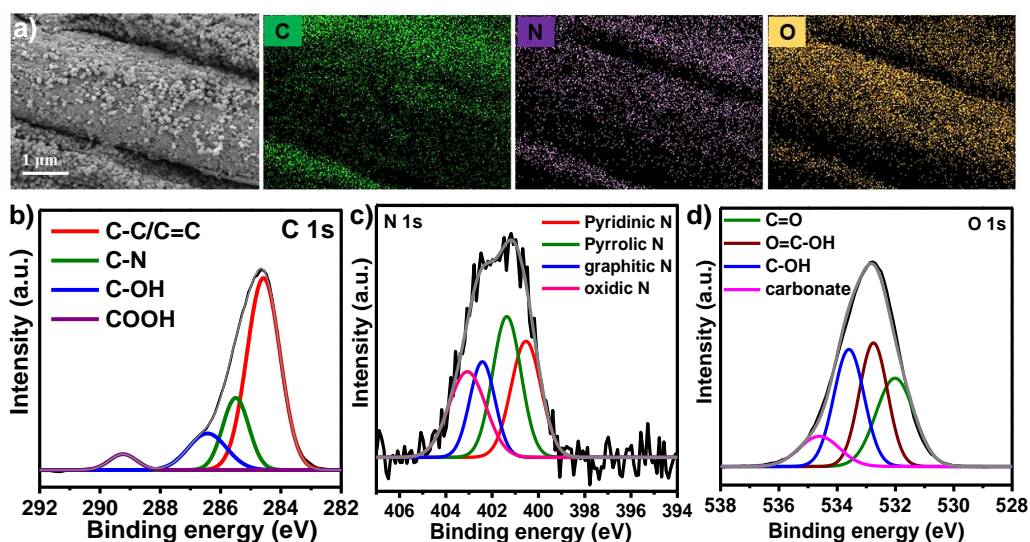 a)
1 μm
C
N
O
b)
C 1s
C-C/C=C
C-N
C-OH
COOH
Intensity (a.u.)
292 290 288 286 284 282
Binding energy (eV)
c)
N 1s
Pyridinic N
Pyrrolic N
graphitic N
oxidic N
Intensity (a.u.)
406 404 402 400 398 396 394
Binding energy (eV)
d)
O 1s
C=O
O=C-OH
C-OH
carbonate
Intensity (a.u.)
538 536 534 532 530 528
Binding energy (eV)